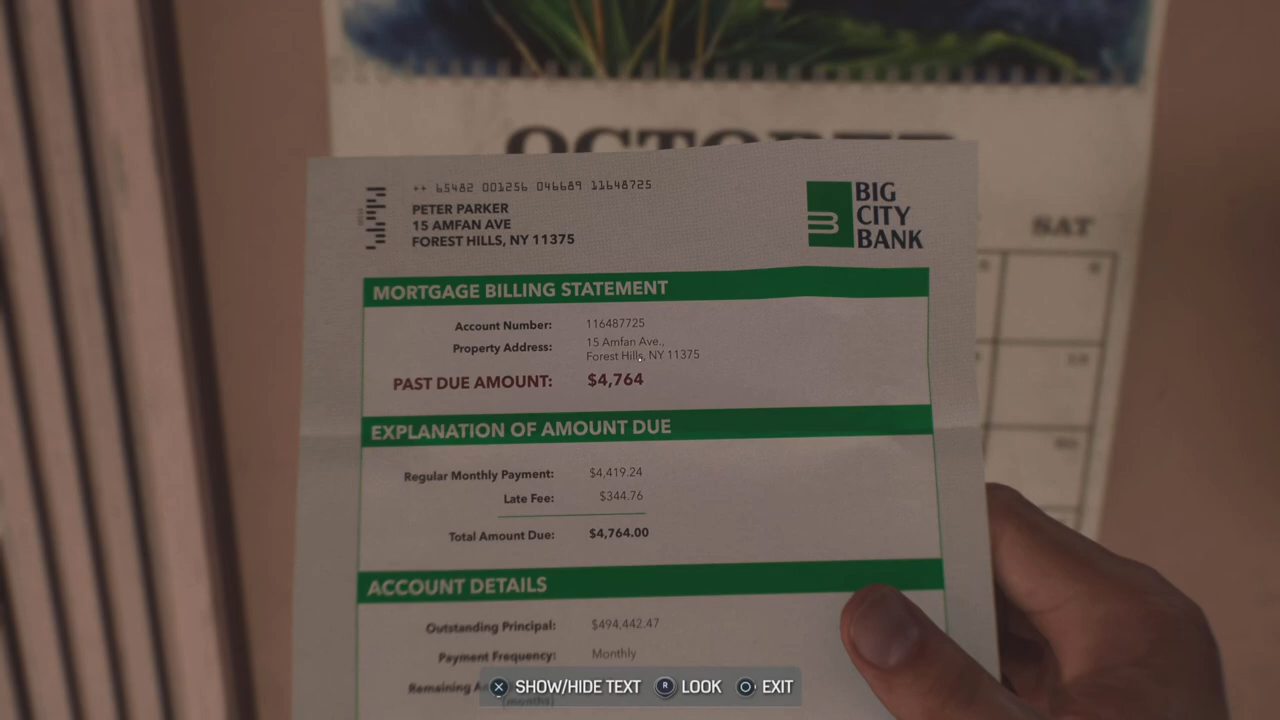 OCTOBER
SAT
++ 65482 001256 046689 11648725
PETER PARKER
15 AMFAN AVE
FOREST HILLS, NY 11375
BIG
CITY
BANK
MORTGAGE BILLING STATEMENT
Account Number: 116487725
Property Address: 15 Amfan Ave.,
Forest Hills, NY 11375
PAST DUE AMOUNT: $4,764
EXPLANATION OF AMOUNT DUE
Regular Monthly Payment: $4,419.24
Late Fee: $344.76
Total Amount Due: $4,764.00
ACCOUNT DETAILS
Outstanding Principal: $494,442.47
Payment Frequency: Monthly
Remaining
(months)
SHOW/HIDE TEXT R LOOK EXIT